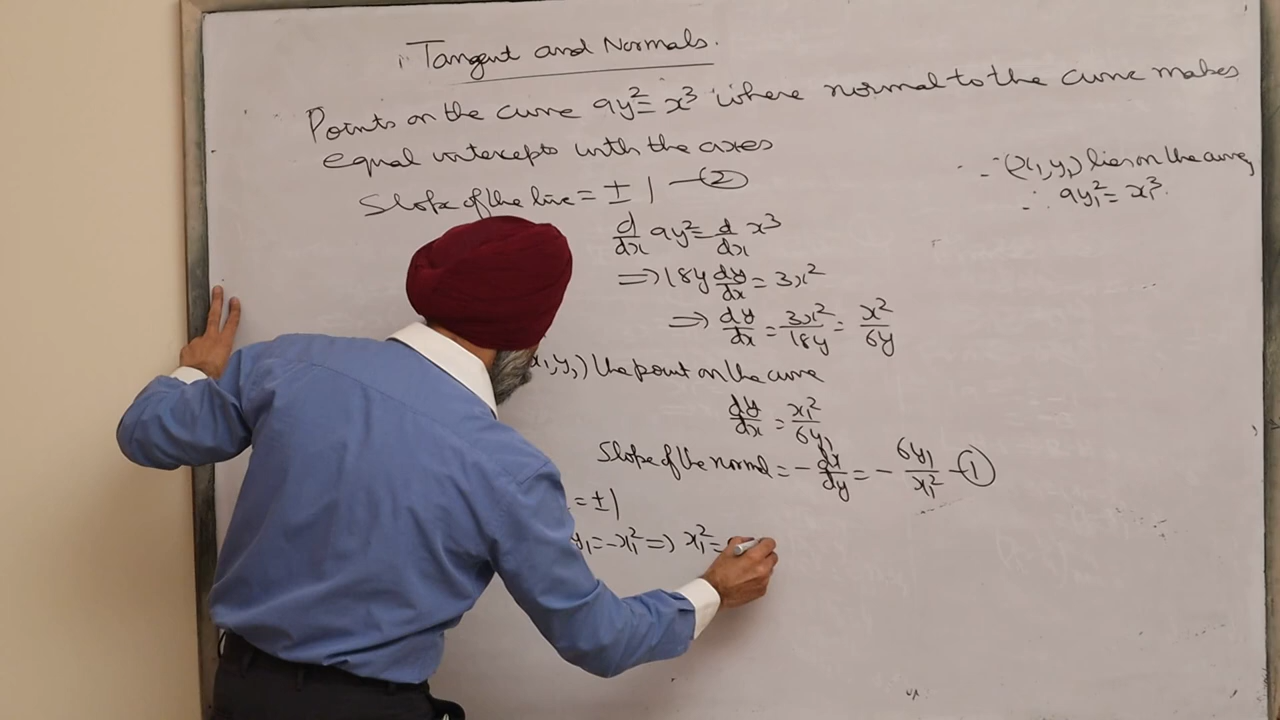 Tangent and Normals.
Points on the curve 9y² = x³ where normal to the curve makes
equal intercepts with the axes
Slope of the line = ± 1 — ②
∵ (x₁, y₁) lies on the curve,
∴ 9y₁² = x₁³.
d/dx 9y² = d/dx x³
⇒ 18y dy/dx = 3x²
⇒ dy/dx = 3x²/18y = x²/6y
x₁, y₁) the point on the curve
dy/dx = x₁²/6y₁
Slope of the normal = - dx/dy = - 6y₁/x₁² — ①
= ± 1
y₁ = -x₁² ⇒ x₁² =